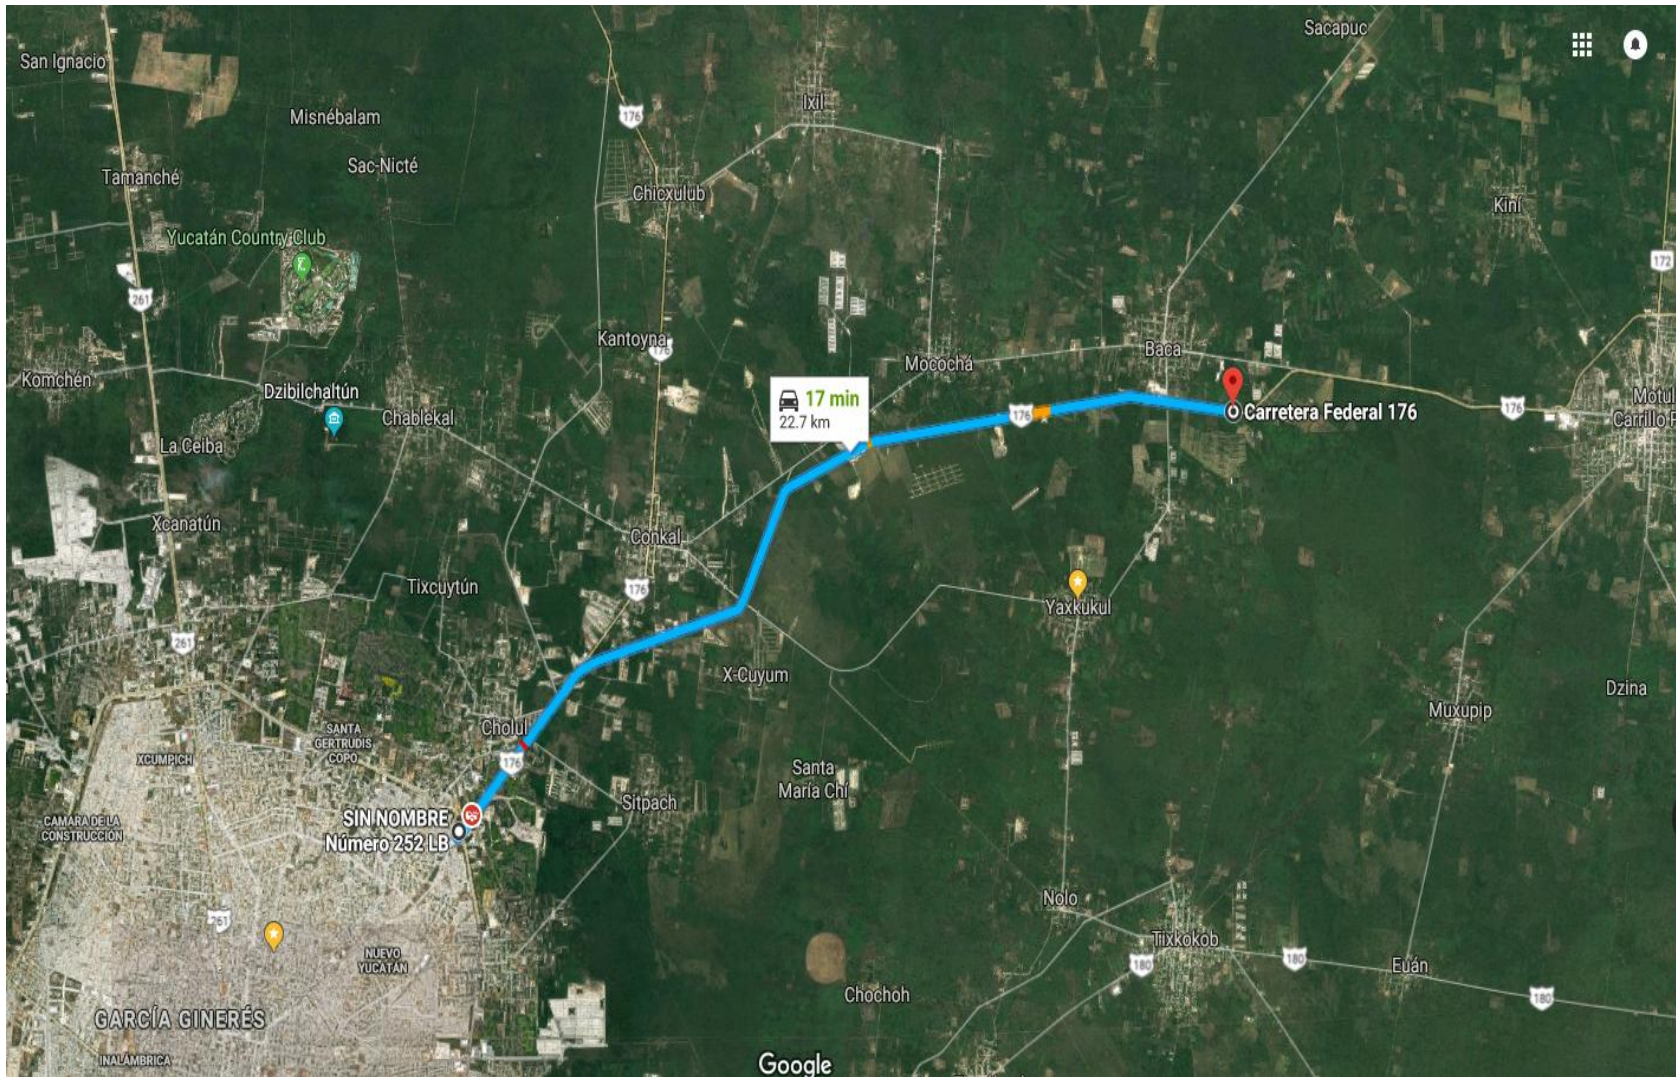 Sacapuc
San Ignacio
Ixil
Misnébalam
176
Sac-Nicté
Tamanché
Chicxulub
Kiní
Yucatán Country Club
172
261
Kantoyna
176
Mocochá
Baca
Komchén
Dzibilchaltún
17 min
22.7 km
Motul
Carrillo P
176
176
Carretera Federal 176
Chablekal
La Ceiba
Xcanatún
Conkal
Tixcuytún
176
Yaxkukul
261
X-Cuyum
Dzina
Muxupip
Cholul
SANTA
GERTRUDIS
COPO
XCUMPICH
176
Santa
María Chí
Sitpach
SIN NOMBRE
Número 252 LB
CAMARA DE LA
CONSTRUCCIÓN
Nolo
261
Tixkokob
NUEVO
YUCATÁN
180
180
Euán
Chochoh
180
GARCÍA GINERÉS
INALÁMBRICA
Google